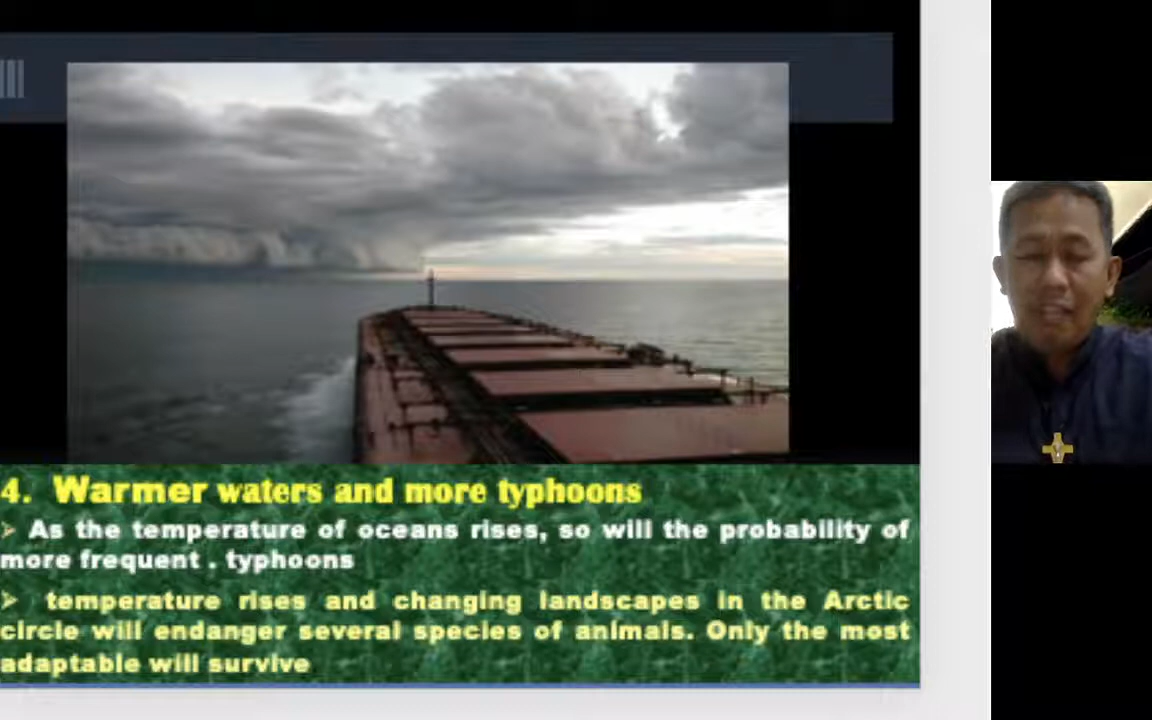 4. Warmer waters and more typhoons
➢ As the temperature of oceans rises, so will the probability of
more frequent . typhoons
➢ temperature rises and changing landscapes in the Arctic
circle will endanger several species of animals. Only the most
adaptable will survive